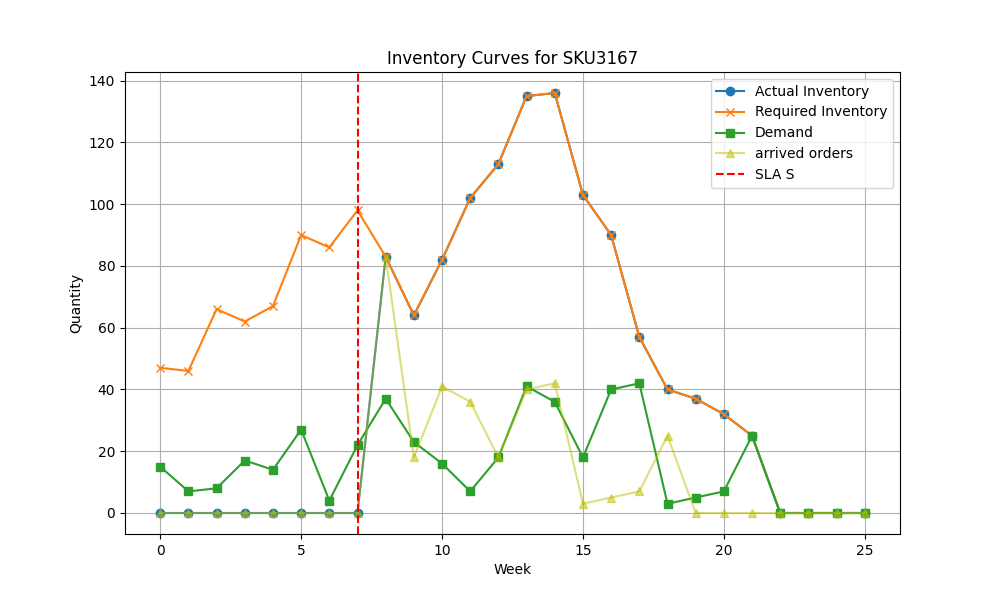 Inventory Curves for SKU3167
140
120
100
80
60
40
20
0
Quantity
Actual Inventory
Required Inventory
Demand
arrived orders
SLA S
0 5 10 15 20 25
Week